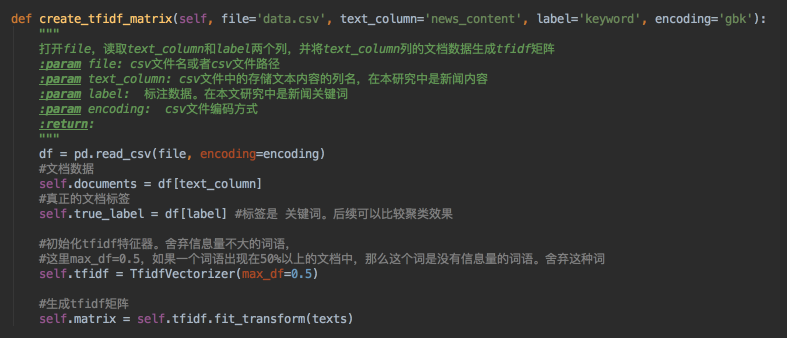 def create_tfidf_matrix(self, file='data.csv', text_column='news_content', label='keyword', encoding='gbk'):
"""
打开file，读取text_column和label两个列，并将text_column列的文档数据生成tfidf矩阵
:param file: csv文件名或者csv文件路径
:param text_column: csv文件中的存储文本内容的列名，在本研究中是新闻内容
:param label:  标注数据。在本文研究中是新闻关键词
:param encoding:  csv文件编码方式
:return:
"""
df = pd.read_csv(file, encoding=encoding)
#文档数据
self.documents = df[text_column]
#真正的文档标签
self.true_label = df[label] #标签是 关键词。后续可以比较聚类效果
#初始化tfidf特征器。舍弃信息量不大的词语，
#这里max_df=0.5，如果一个词语出现在50%以上的文档中，那么这个词是没有信息量的词语。舍弃这种词
self.tfidf = TfidfVectorizer(max_df=0.5)
#生成tfidf矩阵
self.matrix = self.tfidf.fit_transform(texts)